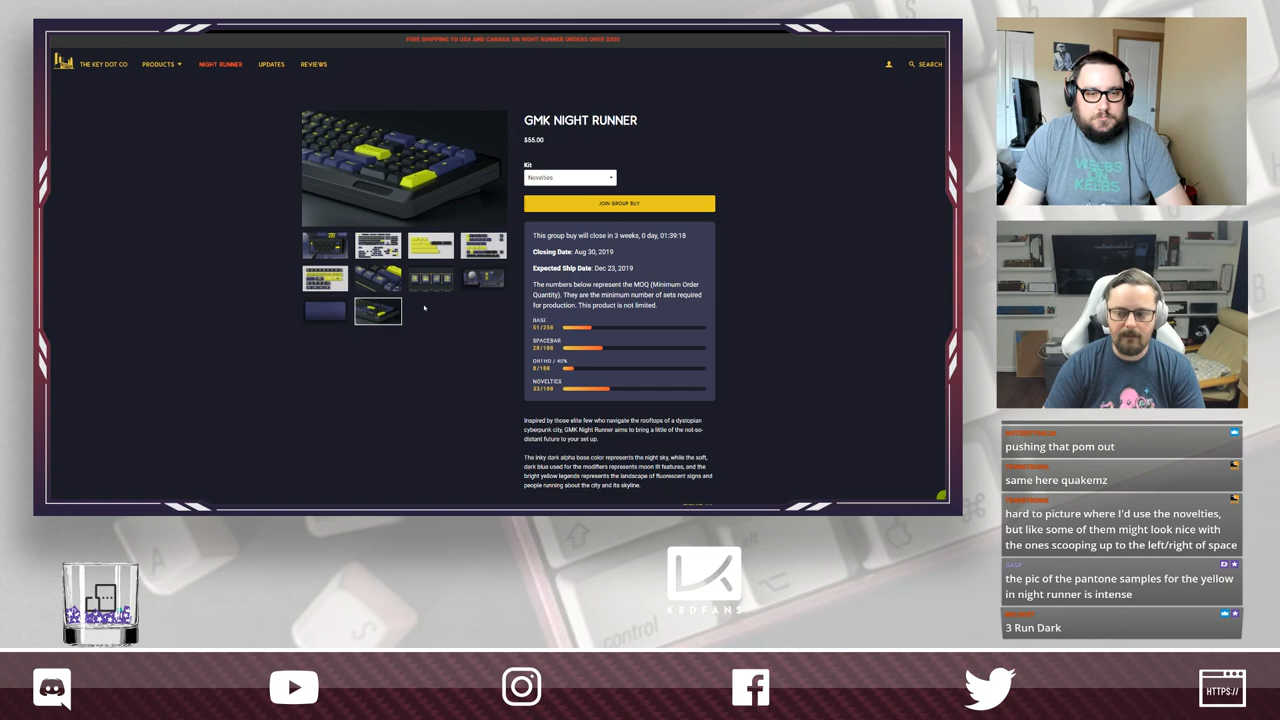 FREE SHIPPING TO USA AND CANADA ON NIGHT RUNNER ORDERS OVER $200
THE KEY DOT CO
PRODUCTS
NIGHT RUNNER
UPDATES
REVIEWS
SEARCH
GMK NIGHT RUNNER
$55.00
Kit
Novelties
JOIN GROUP BUY
This group buy will close in 3 weeks, 0 day, 01:39:18
Closing Date: Aug 30, 2019
Expected Ship Date: Dec 23, 2019
The numbers below represent the MOQ (Minimum Order
Quantity). They are the minimum number of sets required
for production. This product is not limited.
BASE
51/250
SPACEBAR
28/100
ORTHO / 40%
8/100
NOVELTIES
33/100
Inspired by those elite few who navigate the rooftops of a dystopian
cyberpunk city, GMK Night Runner aims to bring a little of the not-so-
distant future to your set up.
The inky dark alpha base color represents the night sky, while the soft,
dark blue used for the modifiers represents moon lit features, and the
bright yellow legends represents the landscape of fluorescent signs and
people running about the city and its skyline.
WEEBS
ON
KEEBS
pushing that pom out
same here quakemz
hard to picture where I'd use the novelties,
but like some of them might look nice with
the ones scooping up to the left/right of space
GASP
the pic of the pantone samples for the yellow
in night runner is intense
3 Run Dark
KBDFANS
control
HTTPS://